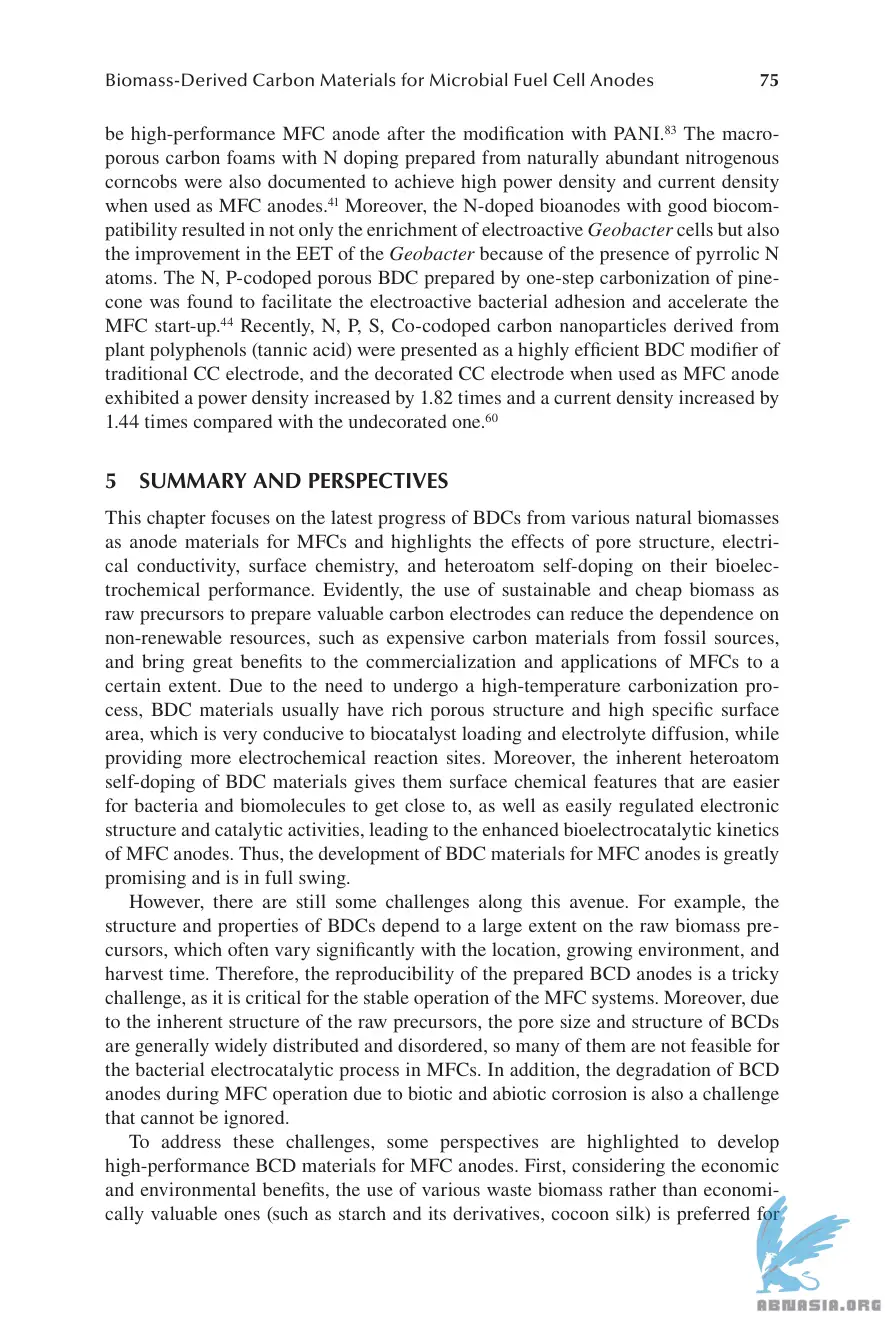 Biomass-Derived Carbon Materials for Microbial Fuel Cell Anodes 75
be high-performance MFC anode after the modification with PANI.83 The macro-
porous carbon foams with N doping prepared from naturally abundant nitrogenous
corncobs were also documented to achieve high power density and current density
when used as MFC anodes.41 Moreover, the N-doped bioanodes with good biocom-
patibility resulted in not only the enrichment of electroactive Geobacter cells but also
the improvement in the EET of the Geobacter because of the presence of pyrrolic N
atoms. The N, P-codoped porous BDC prepared by one-step carbonization of pine-
cone was found to facilitate the electroactive bacterial adhesion and accelerate the
MFC start-up.44 Recently, N, P, S, Co-codoped carbon nanoparticles derived from
plant polyphenols (tannic acid) were presented as a highly efficient BDC modifier of
traditional CC electrode, and the decorated CC electrode when used as MFC anode
exhibited a power density increased by 1.82 times and a current density increased by
1.44 times compared with the undecorated one.60
5 SUMMARY AND PERSPECTIVES
This chapter focuses on the latest progress of BDCs from various natural biomasses
as anode materials for MFCs and highlights the effects of pore structure, electri-
cal conductivity, surface chemistry, and heteroatom self-doping on their bioelec-
trochemical performance. Evidently, the use of sustainable and cheap biomass as
raw precursors to prepare valuable carbon electrodes can reduce the dependence on
non-renewable resources, such as expensive carbon materials from fossil sources,
and bring great benefits to the commercialization and applications of MFCs to a
certain extent. Due to the need to undergo a high-temperature carbonization pro-
cess, BDC materials usually have rich porous structure and high specific surface
area, which is very conducive to biocatalyst loading and electrolyte diffusion, while
providing more electrochemical reaction sites. Moreover, the inherent heteroatom
self-doping of BDC materials gives them surface chemical features that are easier
for bacteria and biomolecules to get close to, as well as easily regulated electronic
structure and catalytic activities, leading to the enhanced bioelectrocatalytic kinetics
of MFC anodes. Thus, the development of BDC materials for MFC anodes is greatly
promising and is in full swing.
However, there are still some challenges along this avenue. For example, the
structure and properties of BDCs depend to a large extent on the raw biomass pre-
cursors, which often vary significantly with the location, growing environment, and
harvest time. Therefore, the reproducibility of the prepared BCD anodes is a tricky
challenge, as it is critical for the stable operation of the MFC systems. Moreover, due
to the inherent structure of the raw precursors, the pore size and structure of BCDs
are generally widely distributed and disordered, so many of them are not feasible for
the bacterial electrocatalytic process in MFCs. In addition, the degradation of BCD
anodes during MFC operation due to biotic and abiotic corrosion is also a challenge
that cannot be ignored.
To address these challenges, some perspectives are highlighted to develop
high-performance BCD materials for MFC anodes. First, considering the economic
and environmental benefits, the use of various waste biomass rather than economi-
cally valuable ones (such as starch and its derivatives, cocoon silk) is preferred for
ABNASIA.ORG